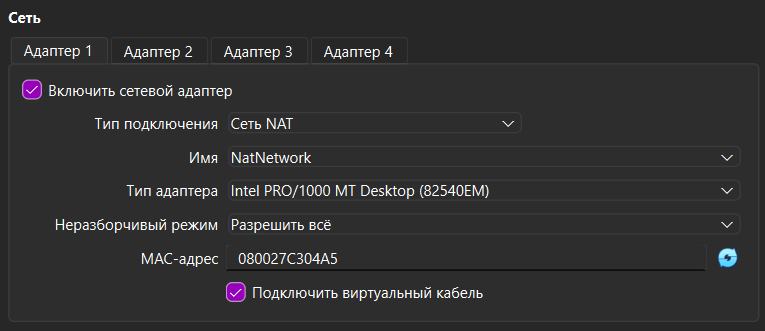 Сеть
Адаптер 1 Адаптер 2 Адаптер 3 Адаптер 4
Включить сетевой адаптер
Тип подключения Сеть NAT
Имя NatNetwork
Тип адаптера Intel PRO/1000 MT Desktop (82540EM)
Неразборчивый режим Разрешить всё
MAC-адрес 080027C304A5
Подключить виртуальный кабель